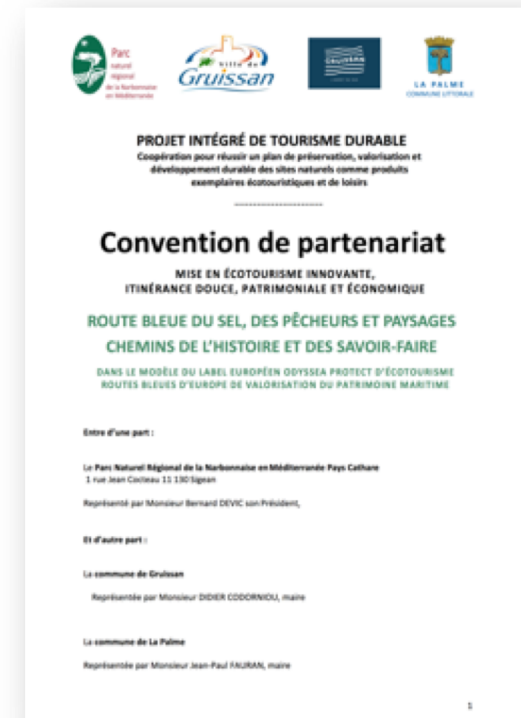 Parc
naturel
régional
de la Narbonnaise
en Méditerranée
Ville de
Gruissan
GRUISSAN
LA PALME
COMMUNE LITTORALE
PROJET INTÉGRÉ DE TOURISME DURABLE
Coopération pour réussir un plan de préservation, valorisation et
développement durable des sites naturels comme produits
exemplaires écotouristiques et de loisirs
--------------------
Convention de partenariat
MISE EN ÉCOTOURISME INNOVANTE,
ITINÉRANCE DOUCE, PATRIMONIALE ET ÉCONOMIQUE
ROUTE BLEUE DU SEL, DES PÊCHEURS ET PAYSAGES
CHEMINS DE L'HISTOIRE ET DES SAVOIR-FAIRE
DANS LE MODÈLE DU LABEL EUROPÉEN ODYSSEA PROTECT D'ÉCOTOURISME
ROUTES BLEUES D'EUROPE DE VALORISATION DU PATRIMOINE MARITIME
Entre d'une part :
Le Parc Naturel Régional de la Narbonnaise en Méditerranée Pays Cathare
1 rue Jean Cocteau 11 130 Sigean
Représenté par Monsieur Bernard DEVIC son Président,
Et d'autre part :
La commune de Gruissan
Représentée par Monsieur DIDIER CODORNIOU, maire
La commune de La Palme
Représentée par Monsieur Jean-Paul FAURAN, maire
1